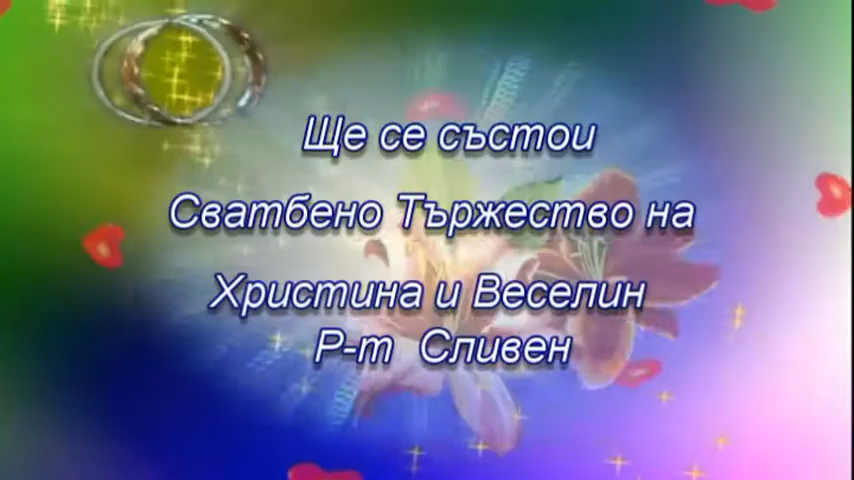 Ще се състои
Сватбено Тържество на
Христина и Веселин
Р-т Сливен